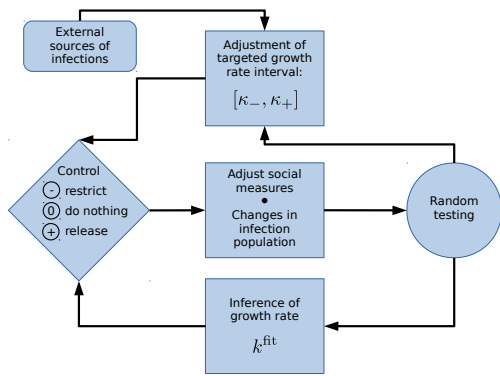 External
sources of
infections
Adjustment of
targeted growth
rate interval:
[κ₋, κ₊]
Control
- restrict
0 do nothing
+ release
Adjust social
measures
•
Changes in
infection
population
Random
testing
Inference of
growth rate
k^fit